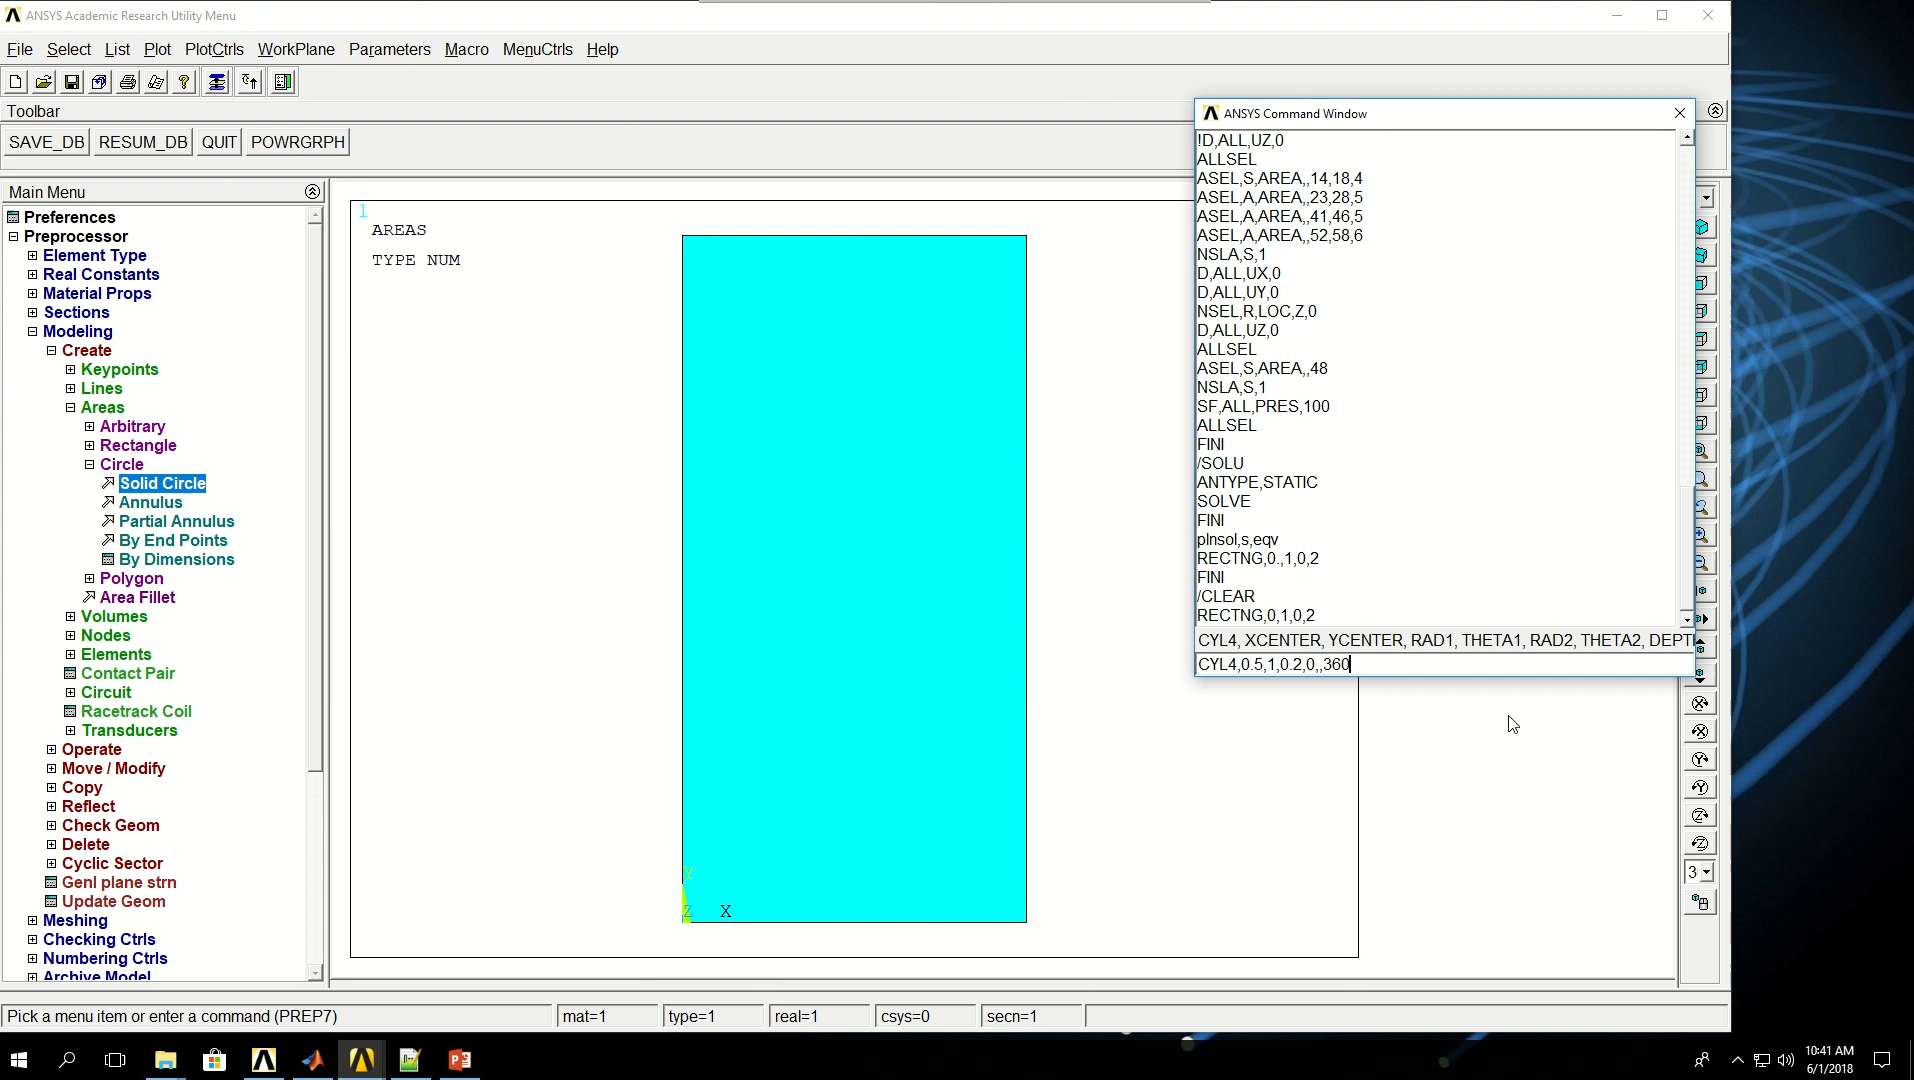 ANSYS Academic Research Utility Menu
File Select List Plot PlotCtrls WorkPlane Parameters Macro MenuCtrls Help
Toolbar
SAVE_DB RESUM_DB QUIT POWRGRPH
Main Menu
Preferences
Preprocessor
Element Type
Real Constants
Material Props
Sections
Modeling
Create
Keypoints
Lines
Areas
Arbitrary
Rectangle
Circle
Solid Circle
Annulus
Partial Annulus
By End Points
By Dimensions
Polygon
Area Fillet
Volumes
Nodes
Elements
Contact Pair
Circuit
Racetrack Coil
Transducers
Operate
Move / Modify
Copy
Reflect
Check Geom
Delete
Cyclic Sector
Genl plane strn
Update Geom
Meshing
Checking Ctrls
Numbering Ctrls
Archive Model
1
AREAS
TYPE NUM
Y
Z X
ANSYS Command Window
!D,ALL,UZ,0
ALLSEL
ASEL,S,AREA,,14,18,4
ASEL,A,AREA,,23,28,5
ASEL,A,AREA,,41,46,5
ASEL,A,AREA,,52,58,6
NSLA,S,1
D,ALL,UX,0
D,ALL,UY,0
NSEL,R,LOC,Z,0
D,ALL,UZ,0
ALLSEL
ASEL,S,AREA,,48
NSLA,S,1
SF,ALL,PRES,100
ALLSEL
FINI
/SOLU
ANTYPE,STATIC
SOLVE
FINI
plnsol,s,eqv
RECTNG,0.,1,0,2
FINI
/CLEAR
RECTNG,0,1,0,2
CYL4, XCENTER, YCENTER, RAD1, THETA1, RAD2, THETA2, DEPT
CYL4,0.5,1,0.2,0,,360
3
Pick a menu item or enter a command (PREP7) mat=1 type=1 real=1 csys=0 secn=1
10:41 AM
6/1/2018